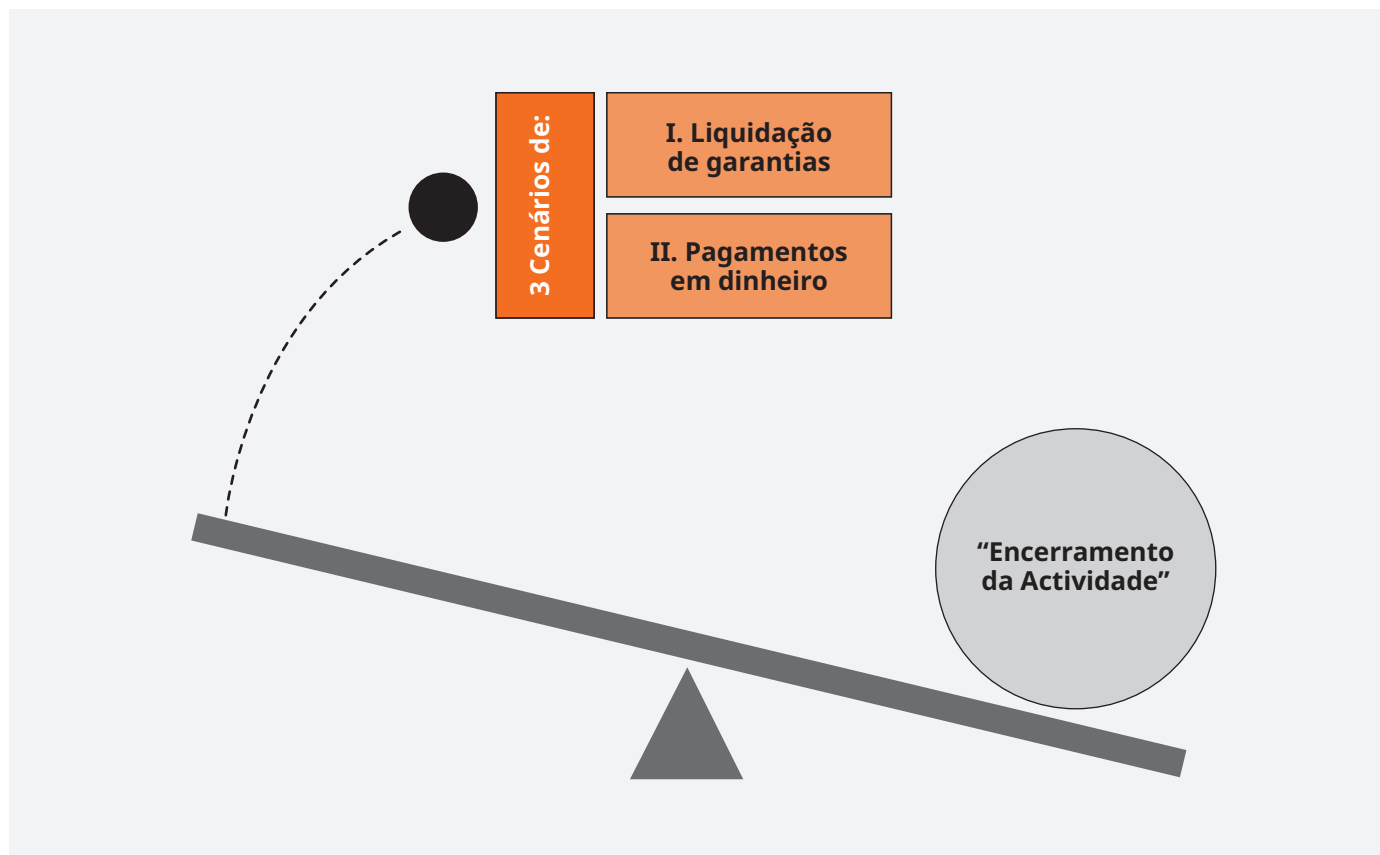 3 Cenários de:
I. Liquidação
de garantias
II. Pagamentos
em dinheiro
“Encerramento
da Actividade”